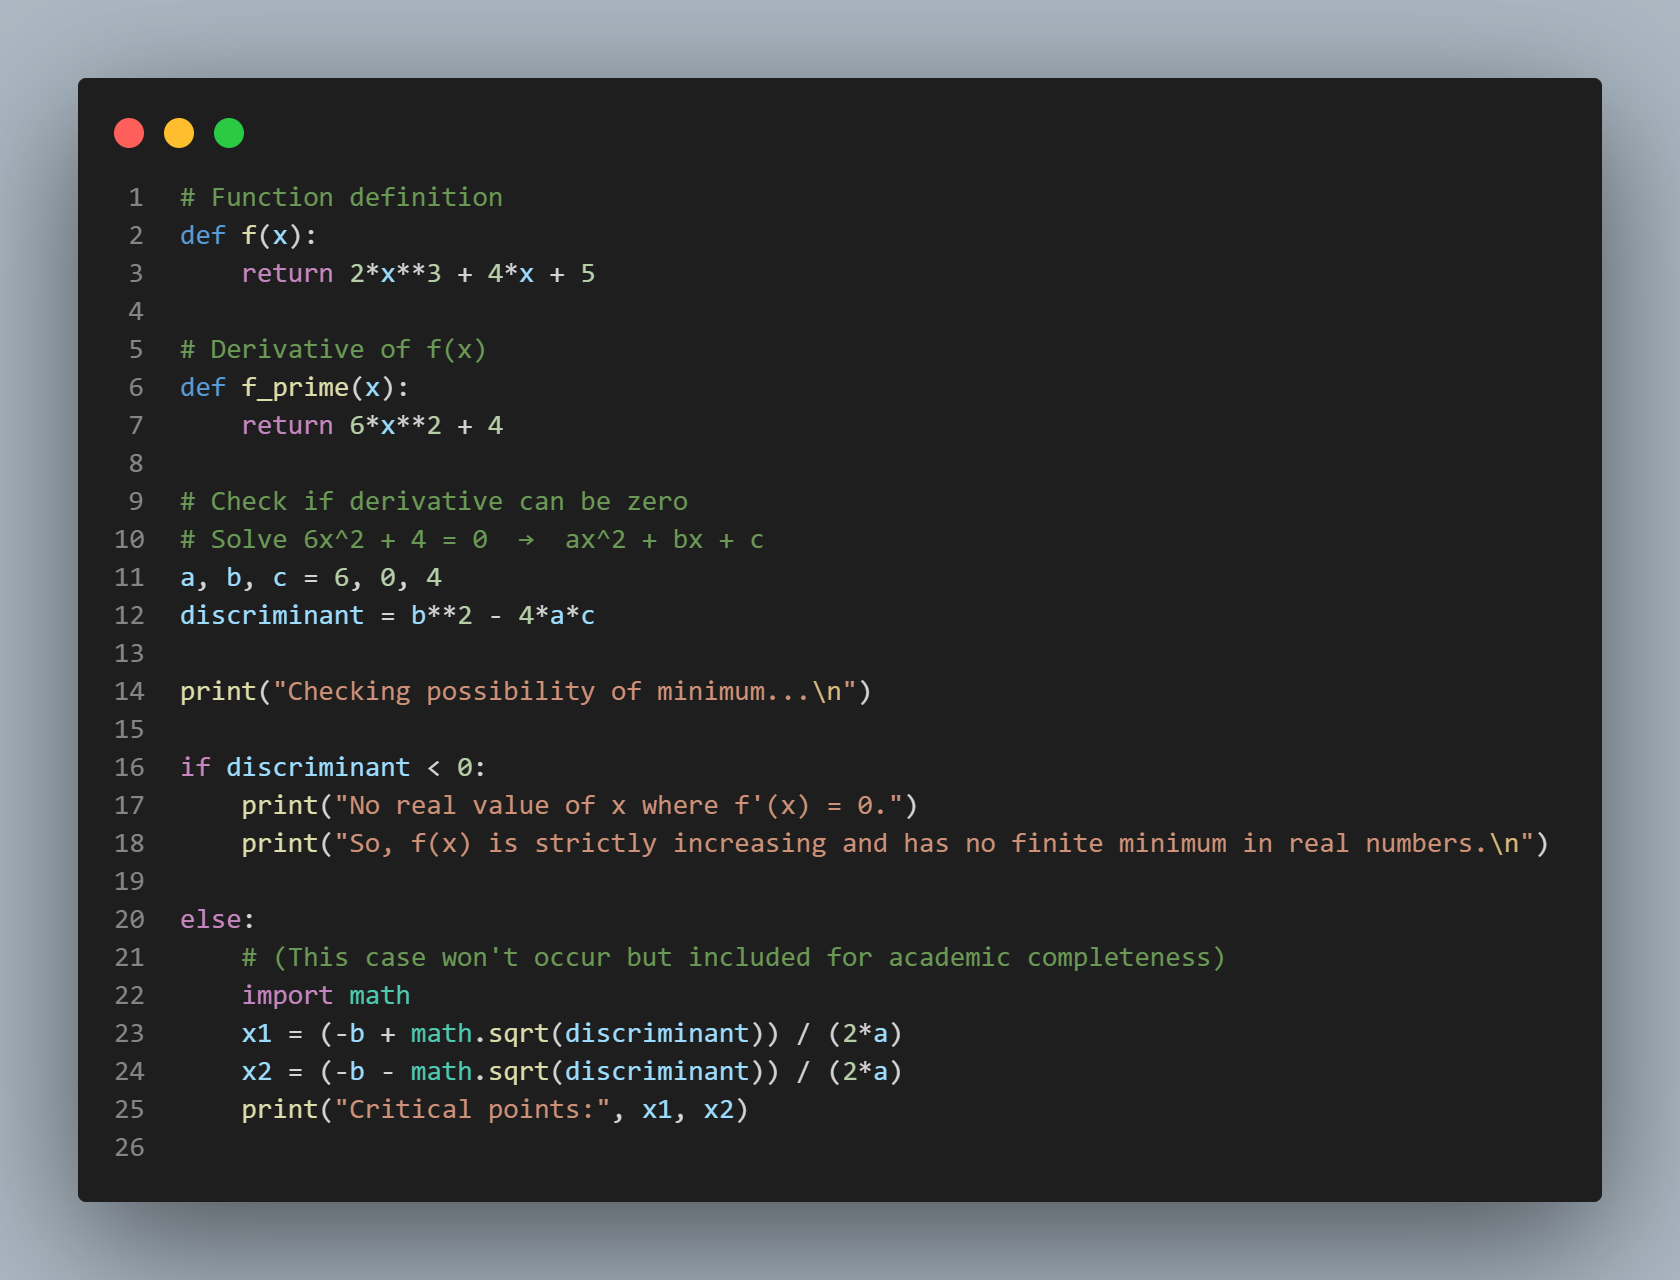 1 # Function definition
2 def f(x):
3     return 2*x**3 + 4*x + 5
4
5 # Derivative of f(x)
6 def f_prime(x):
7     return 6*x**2 + 4
8
9 # Check if derivative can be zero
10 # Solve 6x^2 + 4 = 0  →  ax^2 + bx + c
11 a, b, c = 6, 0, 4
12 discriminant = b**2 - 4*a*c
13
14 print("Checking possibility of minimum...\n")
15
16 if discriminant < 0:
17     print("No real value of x where f'(x) = 0.")
18     print("So, f(x) is strictly increasing and has no finite minimum in real numbers.\n")
19
20 else:
21     # (This case won't occur but included for academic completeness)
22     import math
23     x1 = (-b + math.sqrt(discriminant)) / (2*a)
24     x2 = (-b - math.sqrt(discriminant)) / (2*a)
25     print("Critical points:", x1, x2)
26